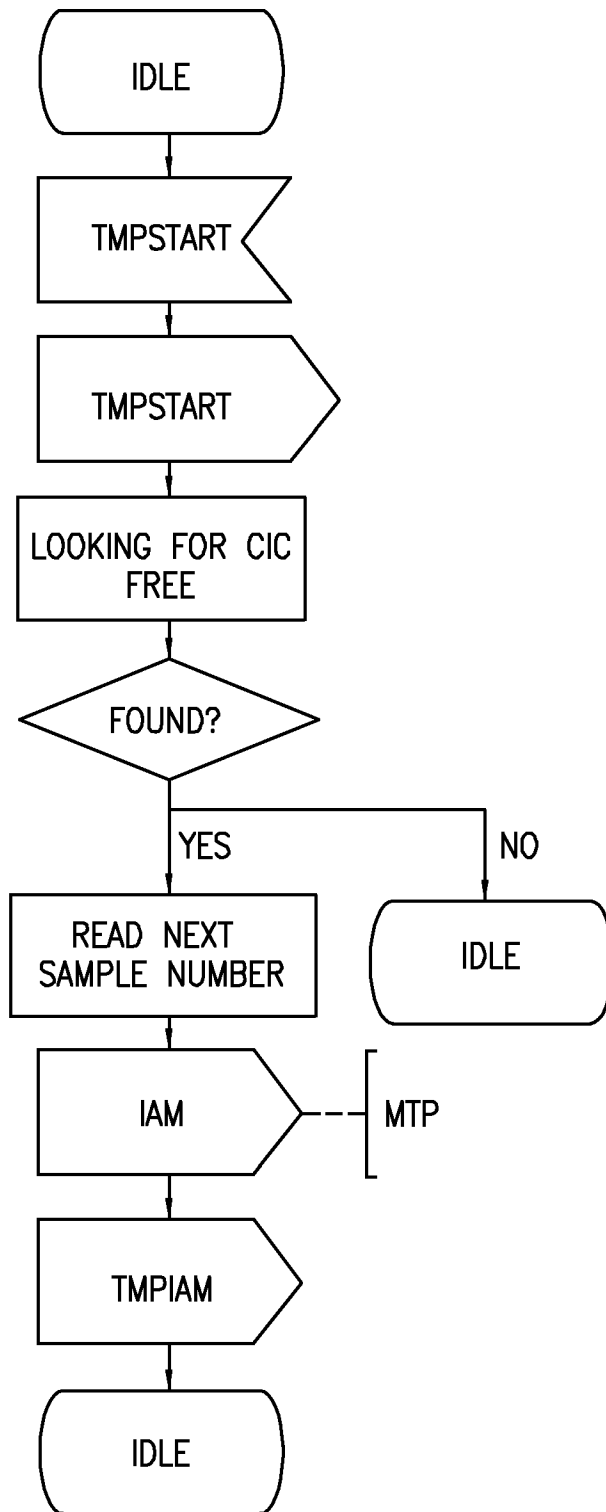 IDLE
TMPSTART
TMPSTART
LOOKING FOR CIC
FREE
FOUND?
YES
NO
READ NEXT
SAMPLE NUMBER
IDLE
IAM
MTP
TMPIAM
IDLE